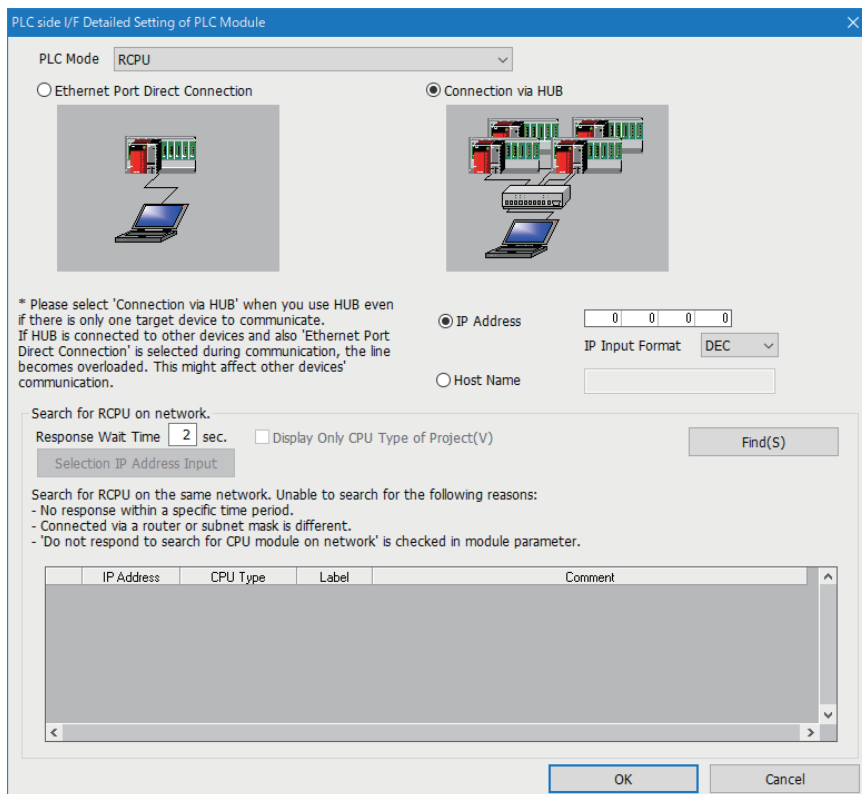 PLC side I/F Detailed Setting of PLC Module
PLC Mode RCPU
Ethernet Port Direct Connection
Connection via HUB
* Please select 'Connection via HUB' when you use HUB even
if there is only one target device to communicate.
If HUB is connected to other devices and also 'Ethernet Port
Direct Connection' is selected during communication, the line
becomes overloaded. This might affect other devices'
communication.
IP Address 0 0 0 0
IP Input Format DEC
Host Name
Search for RCPU on network.
Response Wait Time 2 sec. Display Only CPU Type of Project(V)
Find(S)
Selection IP Address Input
Search for RCPU on the same network. Unable to search for the following reasons:
- No response within a specific time period.
- Connected via a router or subnet mask is different.
- 'Do not respond to search for CPU module on network' is checked in module parameter.
IP Address CPU Type Label Comment
OK Cancel